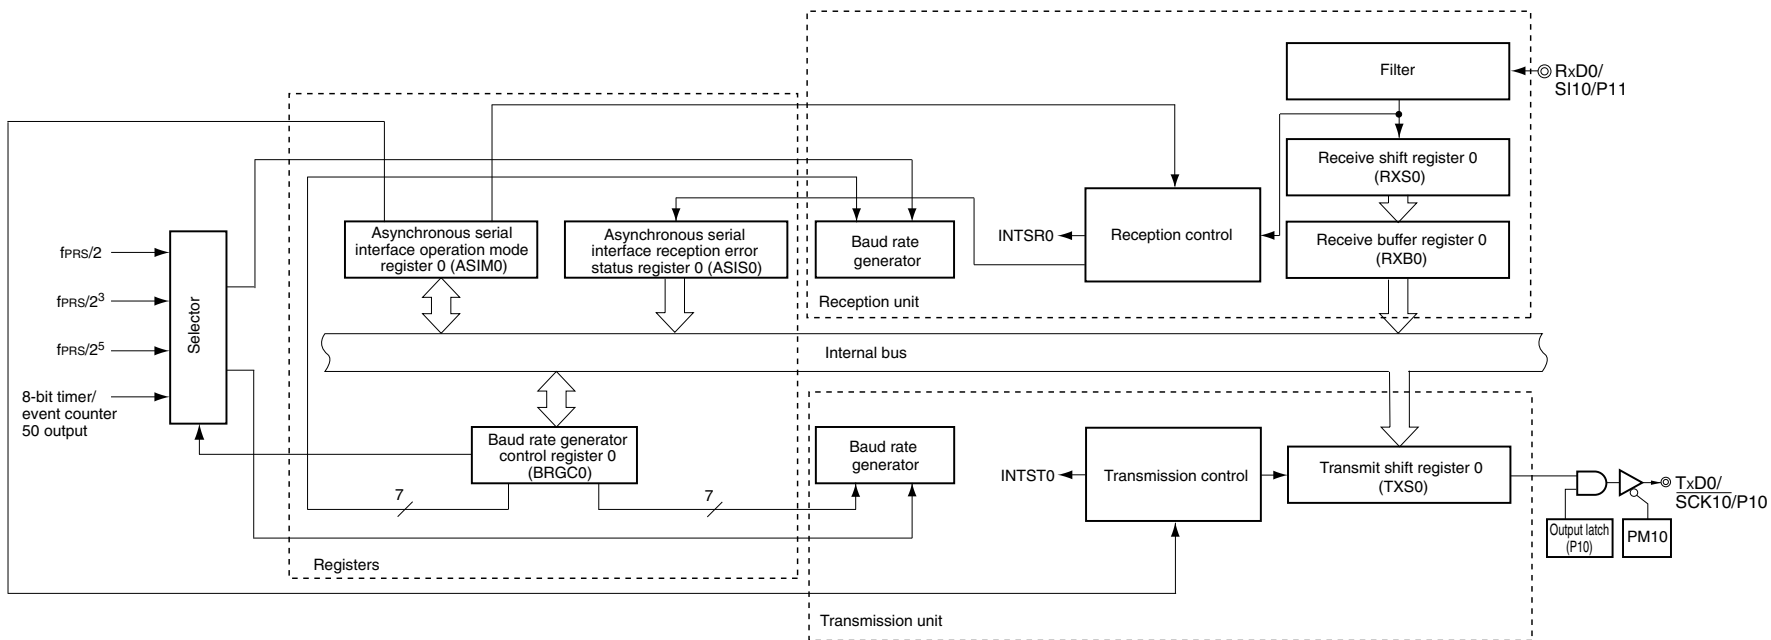 Filter
RxD0/
SI10/P11
Receive shift register 0
(RXS0)
Asynchronous serial
interface operation mode
register 0 (ASIM0)
Asynchronous serial
interface reception error
status register 0 (ASIS0)
Baud rate
generator
INTSR0
Reception control
Receive buffer register 0
(RXB0)
Reception unit
fPRS/2
fPRS/2³
fPRS/2⁵
8-bit timer/
event counter
50 output
Selector
Internal bus
Baud rate generator
control register 0
(BRGC0)
7
7
Registers
Baud rate
generator
INTST0
Transmission control
Transmit shift register 0
(TXS0)
TxD0/
SCK10/P10
Output latch
(P10)
PM10
Transmission unit